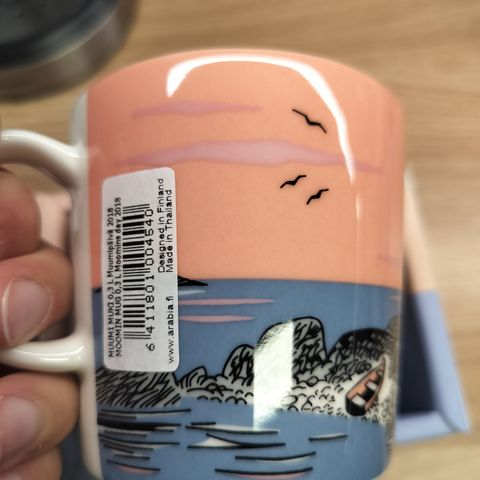 MUUMI MUKI 0,3 L Muumipäivä 2018
MOOMIN MUG 0,3 L Moomins day 2018
6 411801 004540
Designed in Finland
Made in Thailand
www.arabia.fi